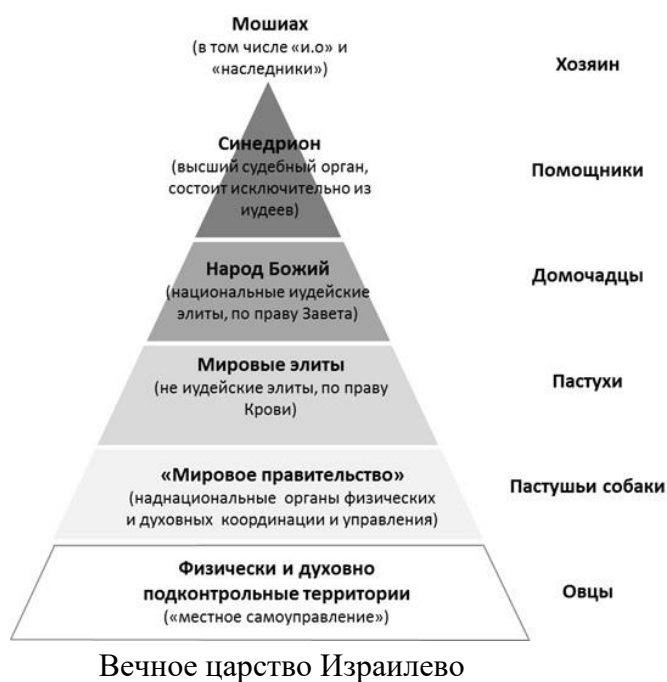 Мошиах
(в том числе «и.о» и
«наследники»)
Хозяин
Синедрион
(высший судебный орган,
состоит исключительно из
иудеев)
Помощники
Народ Божий
(национальные иудейские
элиты, по праву Завета)
Домочадцы
Мировые элиты
(не иудейские элиты, по праву
Крови)
Пастухи
«Мировое правительство»
(наднациональные органы физических
и духовных координации и управления)
Пастушьи собаки
Физически и духовно
подконтрольные территории
(«местное самоуправление»)
Овцы
Вечное царство Израилево